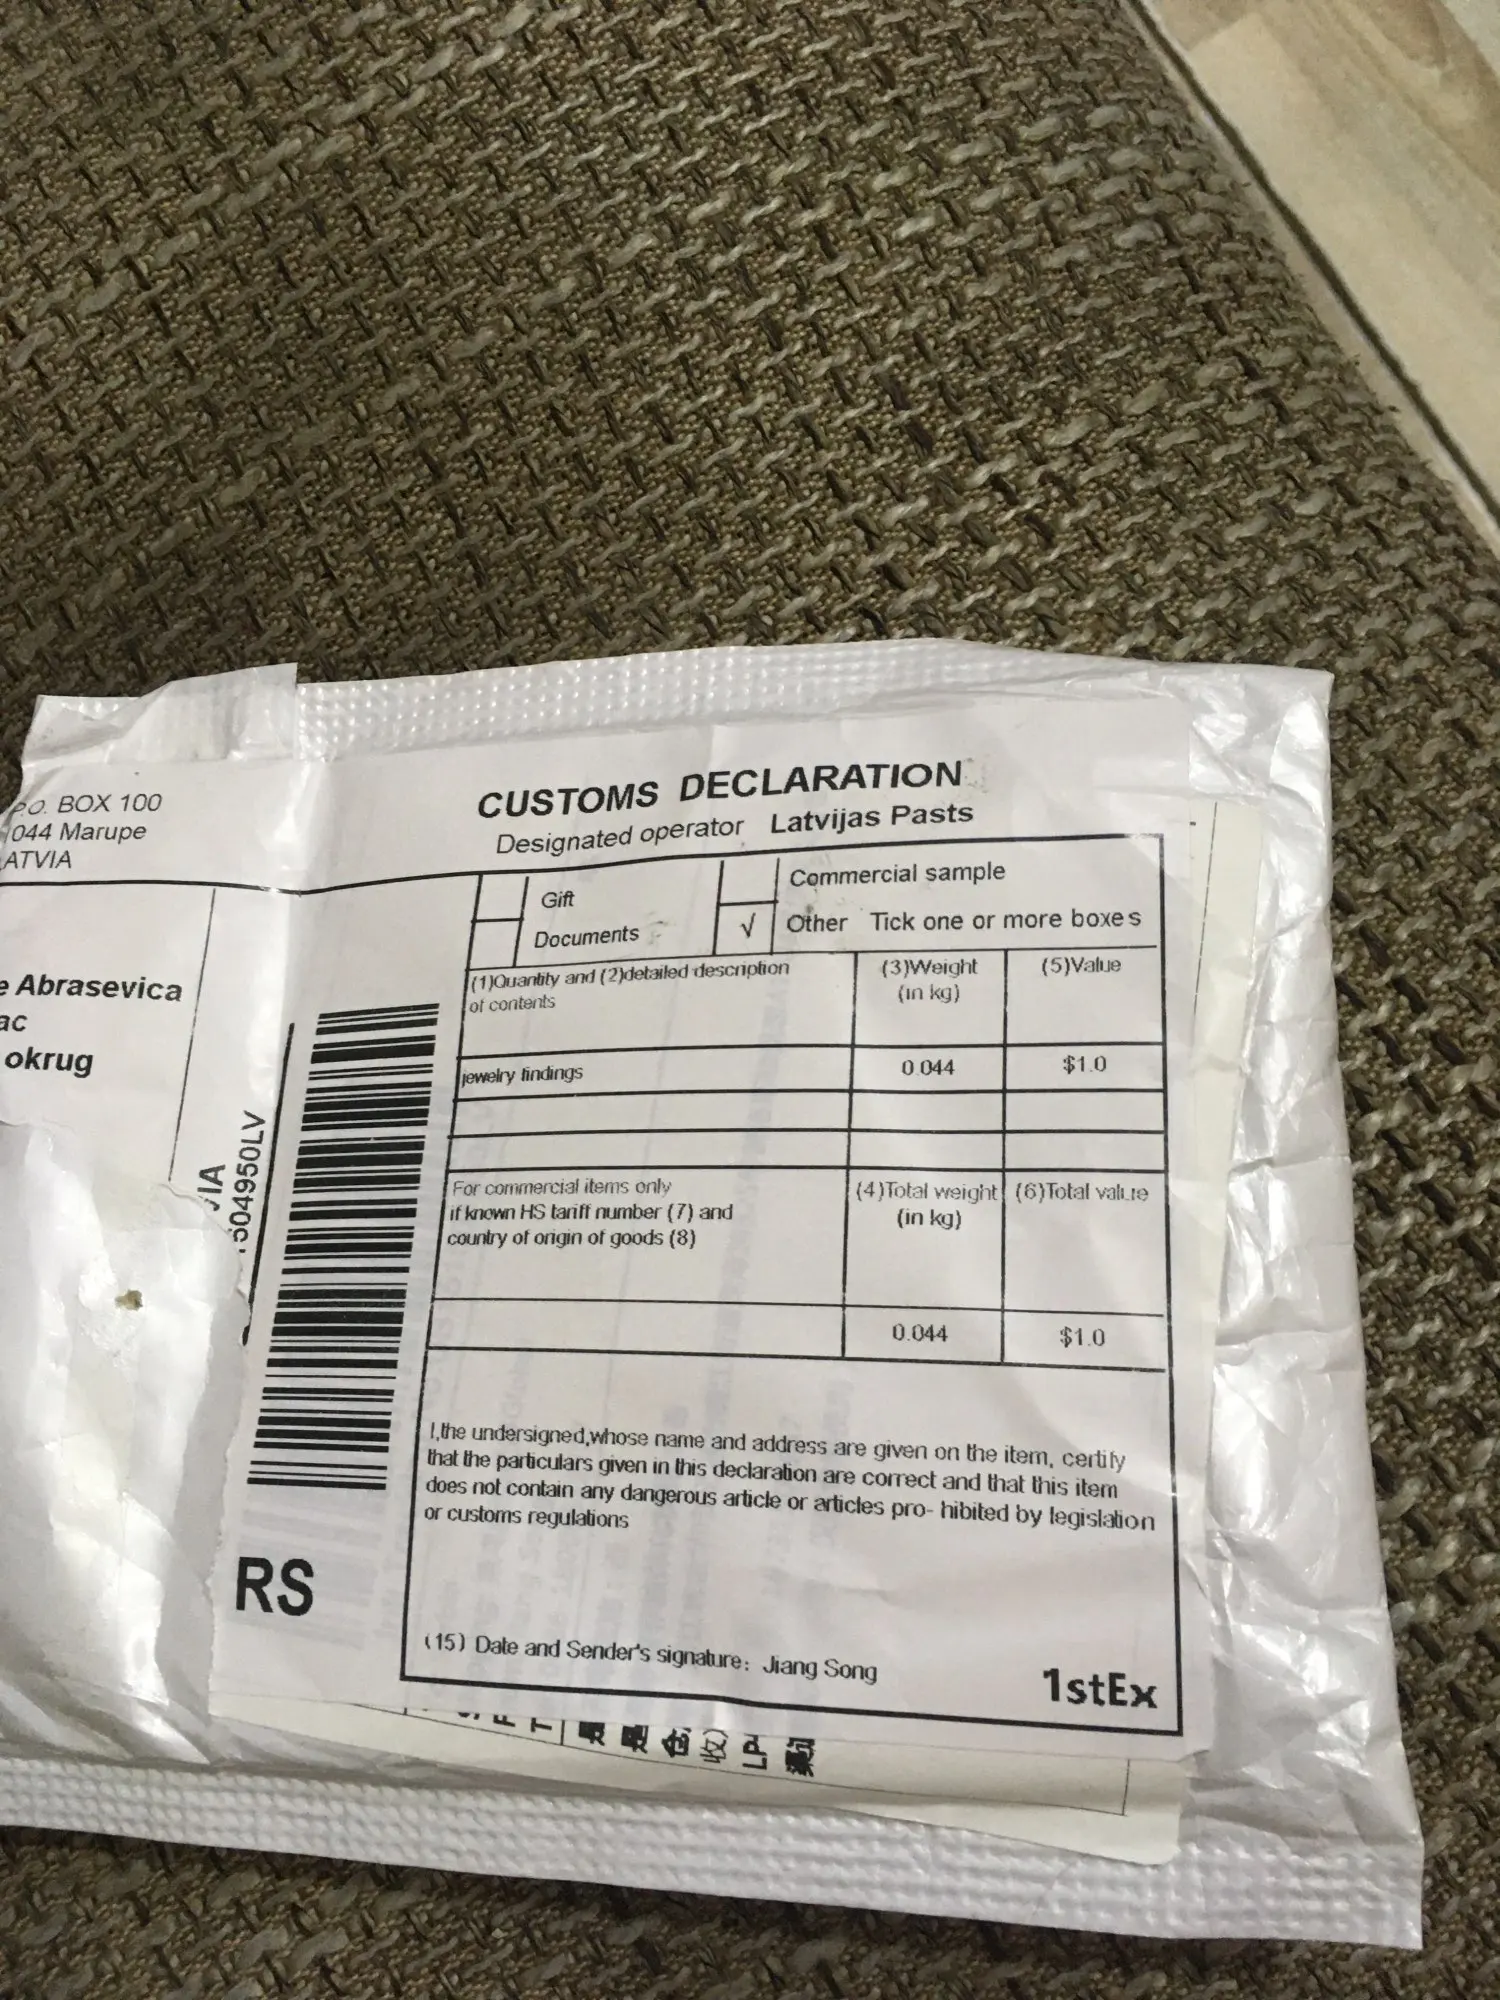 P.O. BOX 100
044 Marupe
ATVIA
Abrasevica
ac
okrug
VIA
504950LV
RS
CUSTOMS DECLARATION
Designated operator Latvijas Pasts
Gift
Commercial sample
Documents
√ Other Tick one or more boxes
(1)Quantity and (2)detailed description
of contents
(3)Weight
(in kg)
(5)Value
jewelry findings 0.044 $1.0
For commercial items only
if known HS tariff number (7) and
country of origin of goods (8)
(4)Total weight
(in kg)
(6)Total value
0.044 $1.0
I,the undersigned,whose name and address are given on the item, certify
that the particulars given in this declaration are correct and that this item
does not contain any dangerous article or articles pro- hibited by legislation
or customs regulations
(15) Date and Sender's signature: Jiang Song
1stEx